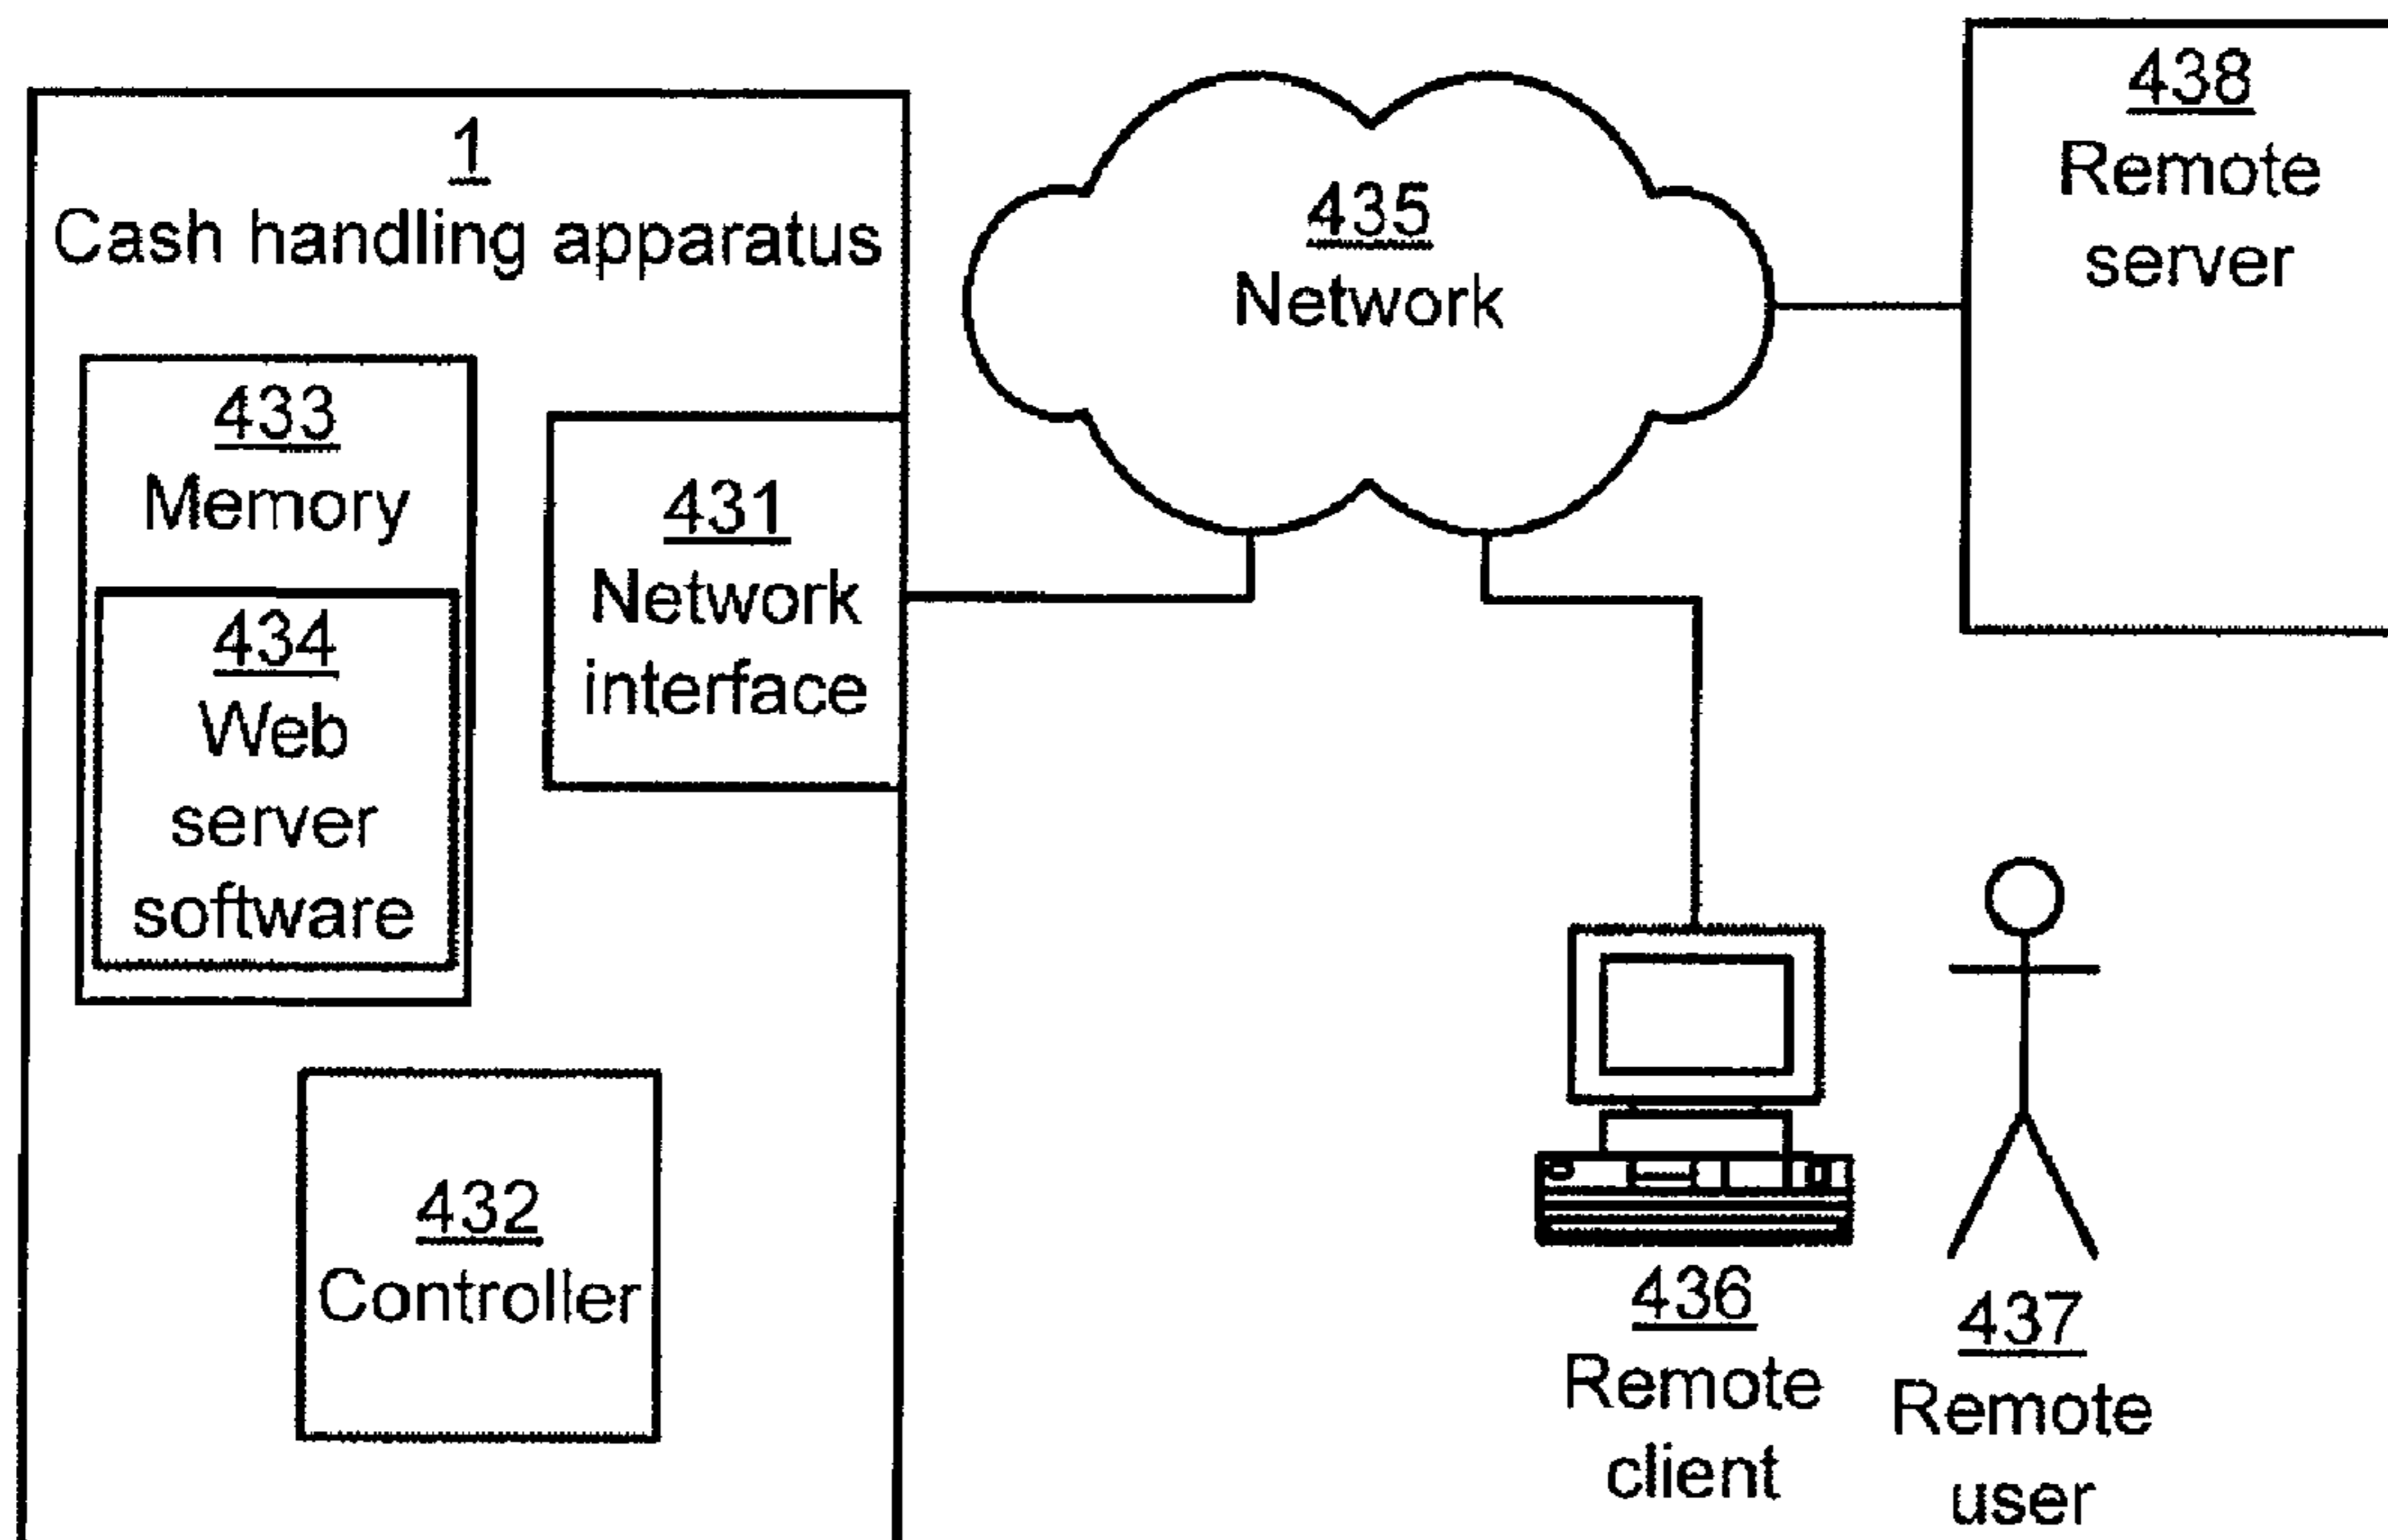 1
Cash handling apparatus
433
Memory
434
Web
server
software
431
Network
interface
432
Controller
435
Network
438
Remote
server
436
Remote
client
437
Remote
user